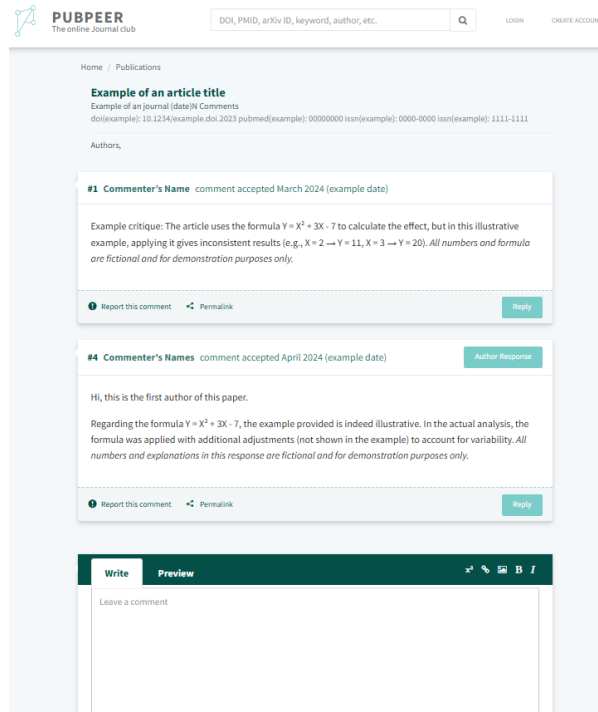 PUBPEER
The online Journal club
DOI, PMID, arXiv ID, keyword, author, etc.
LOGIN
CREATE ACCOUN
Home / Publications
Example of an article title
Example of an journal (date)N Comments
doi(example): 10.1234/example.doi.2023 pubmed(example): 00000000 issn(example): 0000-0000 issn(example): 1111-1111
Authors,
#1 Commenter's Name comment accepted March 2024 (example date)
Example critique: The article uses the formula Y = X² + 3X - 7 to calculate the effect, but in this illustrative
example, applying it gives inconsistent results (e.g., X = 2 → Y = 11, X = 3 → Y = 20). All numbers and formula
are fictional and for demonstration purposes only.
Report this comment Permalink
Reply
#4 Commenter's Names comment accepted April 2024 (example date)
Author Response
Hi, this is the first author of this paper.
Regarding the formula Y = X² + 3X - 7, the example provided is indeed illustrative. In the actual analysis, the
formula was applied with additional adjustments (not shown in the example) to account for variability. All
numbers and explanations in this response are fictional and for demonstration purposes only.
Report this comment Permalink
Reply
Write Preview
x² B I
Leave a comment